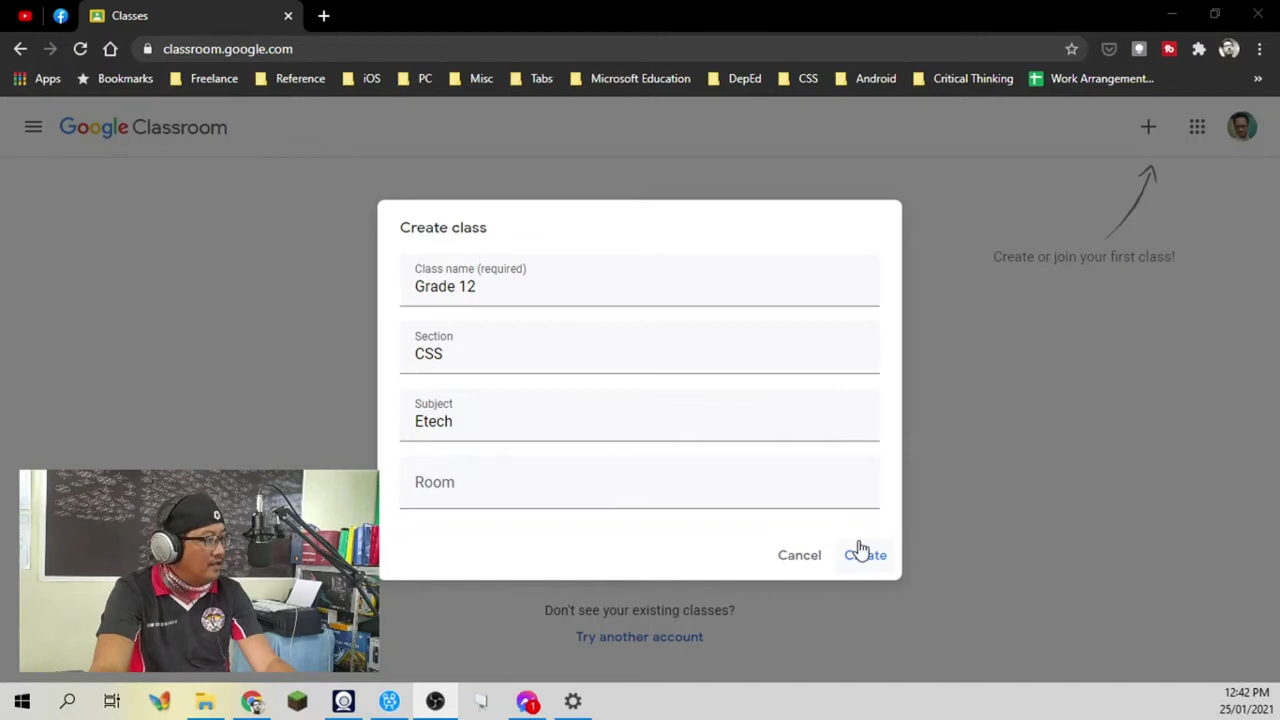 Classes
classroom.google.com
Apps
Bookmarks
Freelance
Reference
iOS
PC
Misc
Tabs
Microsoft Education
DepEd
CSS
Android
Critical Thinking
Work Arrangement...
Google Classroom
Create or join your first class!
Create class
Class name (required)
Grade 12
Section
CSS
Subject
Etech
Room
Cancel
Create
Don't see your existing classes?
Try another account
1
12:42 PM
25/01/2021